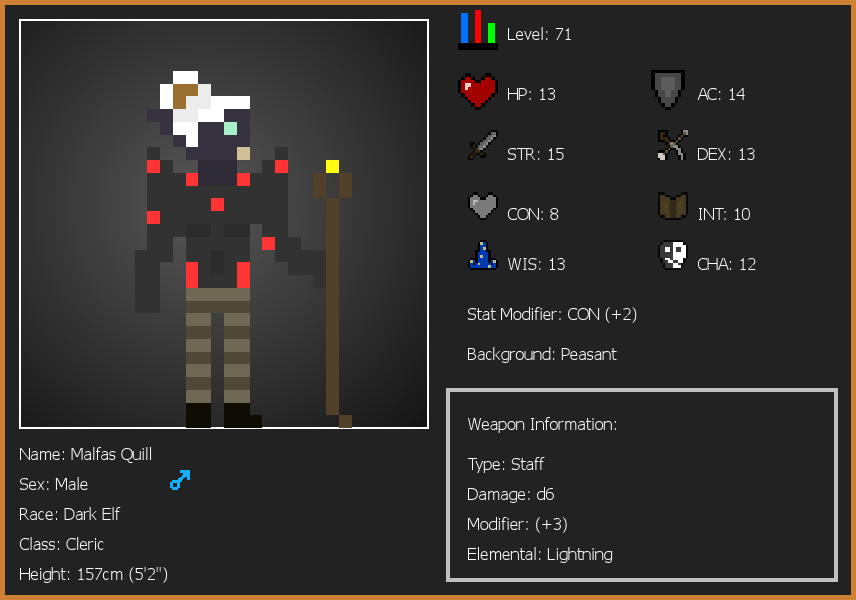 Level: 71
HP: 13
AC: 14
STR: 15
DEX: 13
CON: 8
INT: 10
WIS: 13
CHA: 12
Stat Modifier: CON (+2)
Background: Peasant
Weapon Information:
Type: Staff
Damage: d6
Modifier: (+3)
Elemental: Lightning
Name: Malfas Quill
Sex: Male
Race: Dark Elf
Class: Cleric
Height: 157cm (5'2")